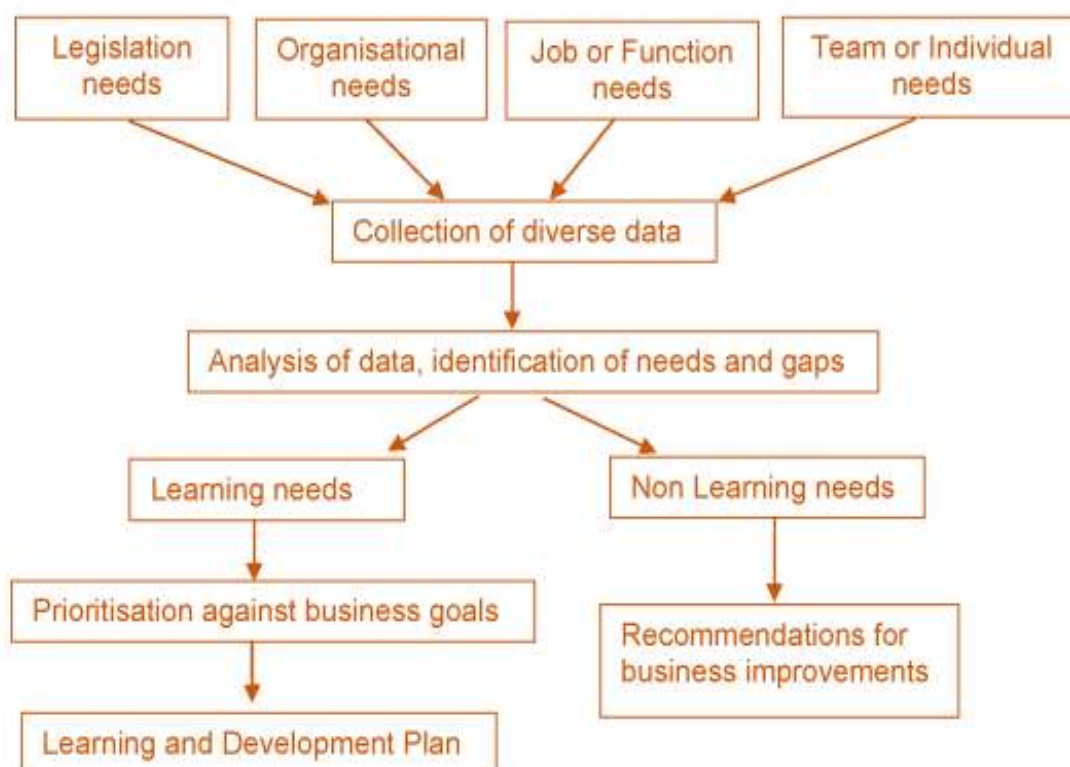 Legislation
needs
Organisational
needs
Job or Function
needs
Team or Individual
needs
Collection of diverse data
Analysis of data, identification of needs and gaps
Learning needs
Non Learning needs
Prioritisation against business goals
Recommendations for
business improvements
Learning and Development Plan